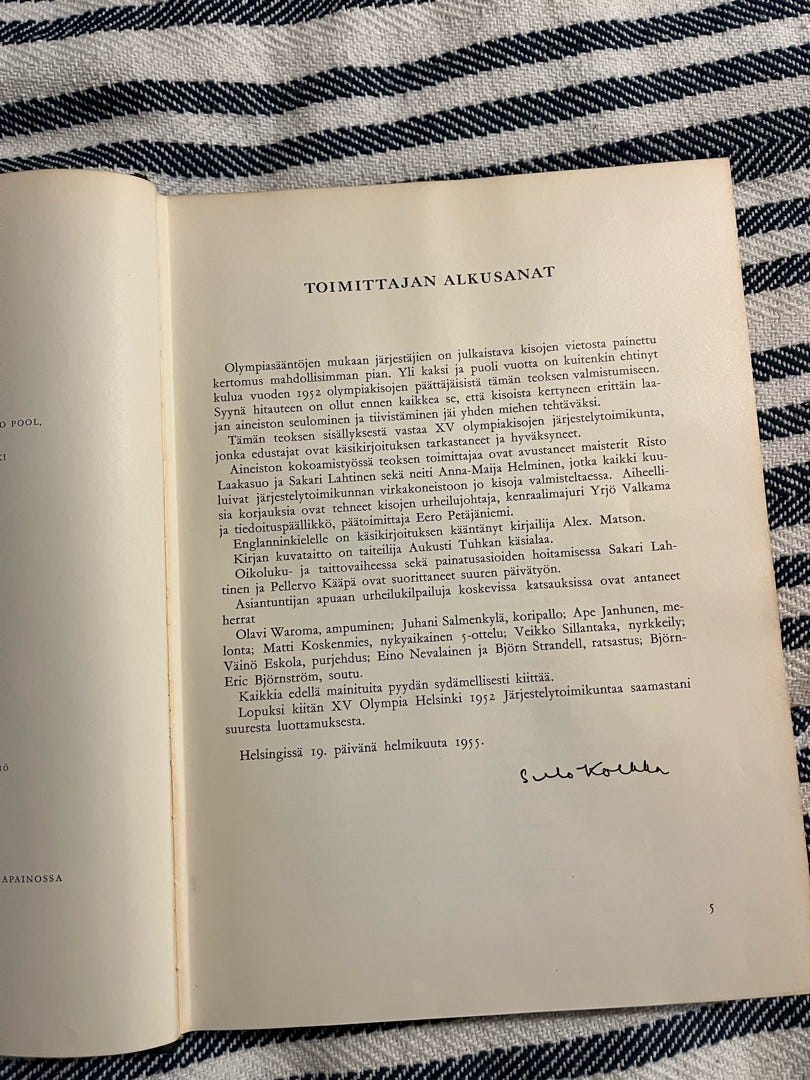 O POOL,
KI
IÖ
APAINOSSA
TOIMITTAJAN ALKUSANAT
Olympiasääntöjen mukaan järjestäjien on julkaistava kisojen vietosta painettu
kertomus mahdollisimman pian. Yli kaksi ja puoli vuotta on kuitenkin ehtinyt
kulua vuoden 1952 olympiakisojen päättäjäisistä tämän teoksen valmistumiseen.
Syynä hitauteen on ollut ennen kaikkea se, että kisoista kertyneen erittäin laa-
jan aineiston seulominen ja tiivistäminen jäi yhden miehen tehtäväksi.
Tämän teoksen sisällyksestä vastaa XV olympiakisojen järjestelytoimikunta,
jonka edustajat ovat käsikirjoituksen tarkastaneet ja hyväksyneet.
Aineiston kokoamistyössä teoksen toimittajaa ovat avustaneet maisterit Risto
Laakasuo ja Sakari Lahtinen sekä neiti Anna-Maija Helminen, jotka kaikki kuu-
luivat järjestelytoimikunnan virkakoneistoon jo kisoja valmisteltaessa. Aiheelli-
sia korjauksia ovat tehneet kisojen urheilujohtaja, kenraalimajuri Yrjö Valkama
ja tiedoituspäällikkö, päätoimittaja Eero Petäjäniemi.
Englanninkielelle on käsikirjoituksen kääntänyt kirjailija Alex. Matson.
Kirjan kuvataitto on taiteilija Aukusti Tuhkan käsialaa.
Oikoluku- ja taittovaiheessa sekä painatusasioiden hoitamisessa Sakari Lah-
tinen ja Pellervo Kääpä ovat suorittaneet suuren päivätyön.
Asiantuntijan apuaan urheilukilpailuja koskevissa katsauksissa ovat antaneet
herrat
Olavi Waroma, ampuminen; Juhani Salmenkylä, koripallo; Ape Janhunen, me-
lonta; Matti Koskenmies, nykyaikainen 5-ottelu; Veikko Sillantaka, nyrkkeily;
Väinö Eskola, purjehdus; Eino Nevalainen ja Björn Strandell, ratsastus; Björn-
Eric Björnström, soutu.
Kaikkia edellä mainituita pyydän sydämellisesti kiittää.
Lopuksi kiitän XV Olympia Helsinki 1952 Järjestelytoimikuntaa saamastani
suuresta luottamuksesta.
Helsingissä 19. päivänä helmikuuta 1955.
Sulo Kolkka
5